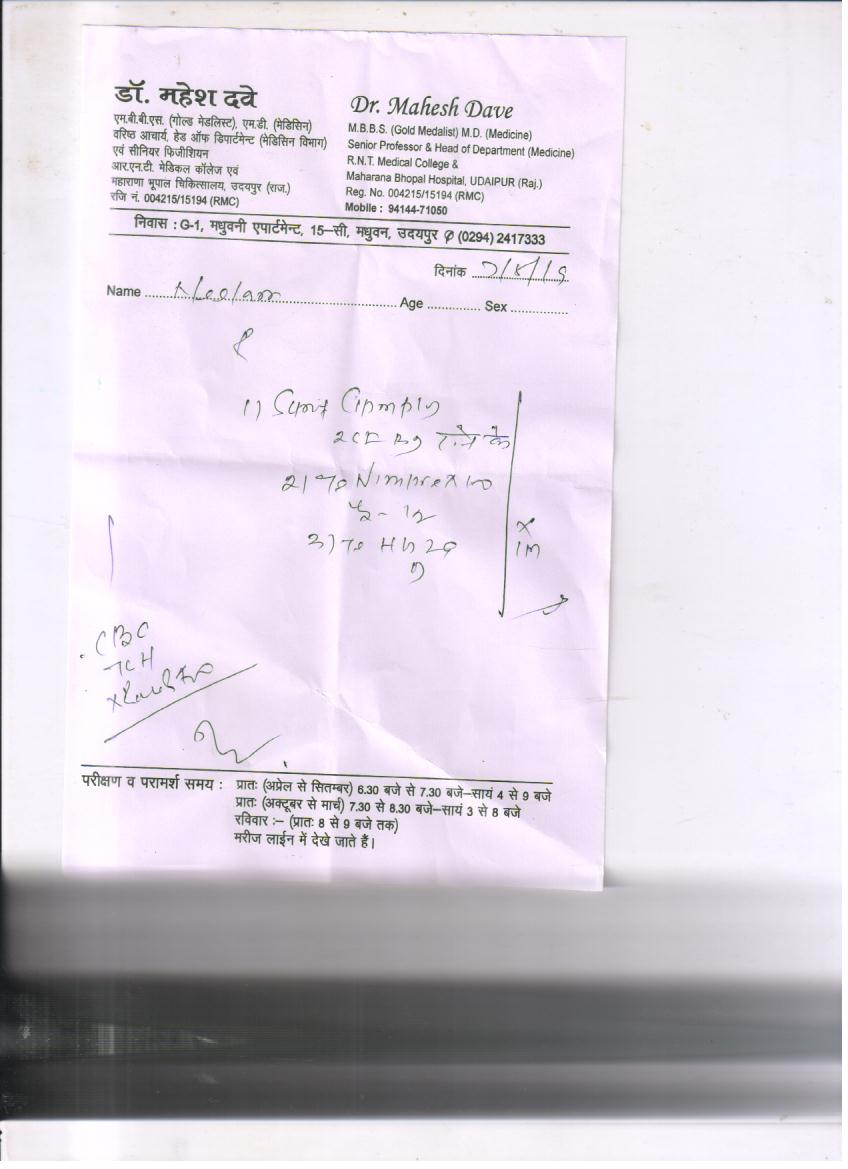 डॉ. महेश दवे
एम.बी.बी.एस. (गोल्ड मेडलिस्ट), एम.डी. (मेडिसिन)
वरिष्ठ आचार्य, हेड ऑफ डिपार्टमेन्ट (मेडिसिन विभाग)
एवं सीनियर फिजीशियन
आर.एन.टी. मेडिकल कॉलेज एवं
महाराणा भूपाल चिकित्सालय, उदयपुर (राज.)
रजि नं. 004215/15194 (RMC)
Dr. Mahesh Dave
M.B.B.S. (Gold Medalist) M.D. (Medicine)
Senior Professor & Head of Department (Medicine)
R.N.T. Medical College &
Maharana Bhopal Hospital, UDAIPUR (Raj.)
Reg. No. 004215/15194 (RMC)
Mobile : 94144-71050
निवास : G-1, मधुवनी एपार्टमेन्ट, 15–सी, मधुवन, उदयपुर ✆ (0294) 2417333
दिनांक
Name Neelam Age Sex
1)
2)
3)
x
1M
CBC
परीक्षण व परामर्श समय : प्रातः (अप्रेल से सितम्बर) 6.30 बजे से 7.30 बजे–सायं 4 से 9 बजे
प्रातः (अक्टूबर से मार्च) 7.30 से 8.30 बजे–सायं 3 से 8 बजे
रविवार :– (प्रातः 8 से 9 बजे तक)
मरीज लाईन में देखे जाते हैं।